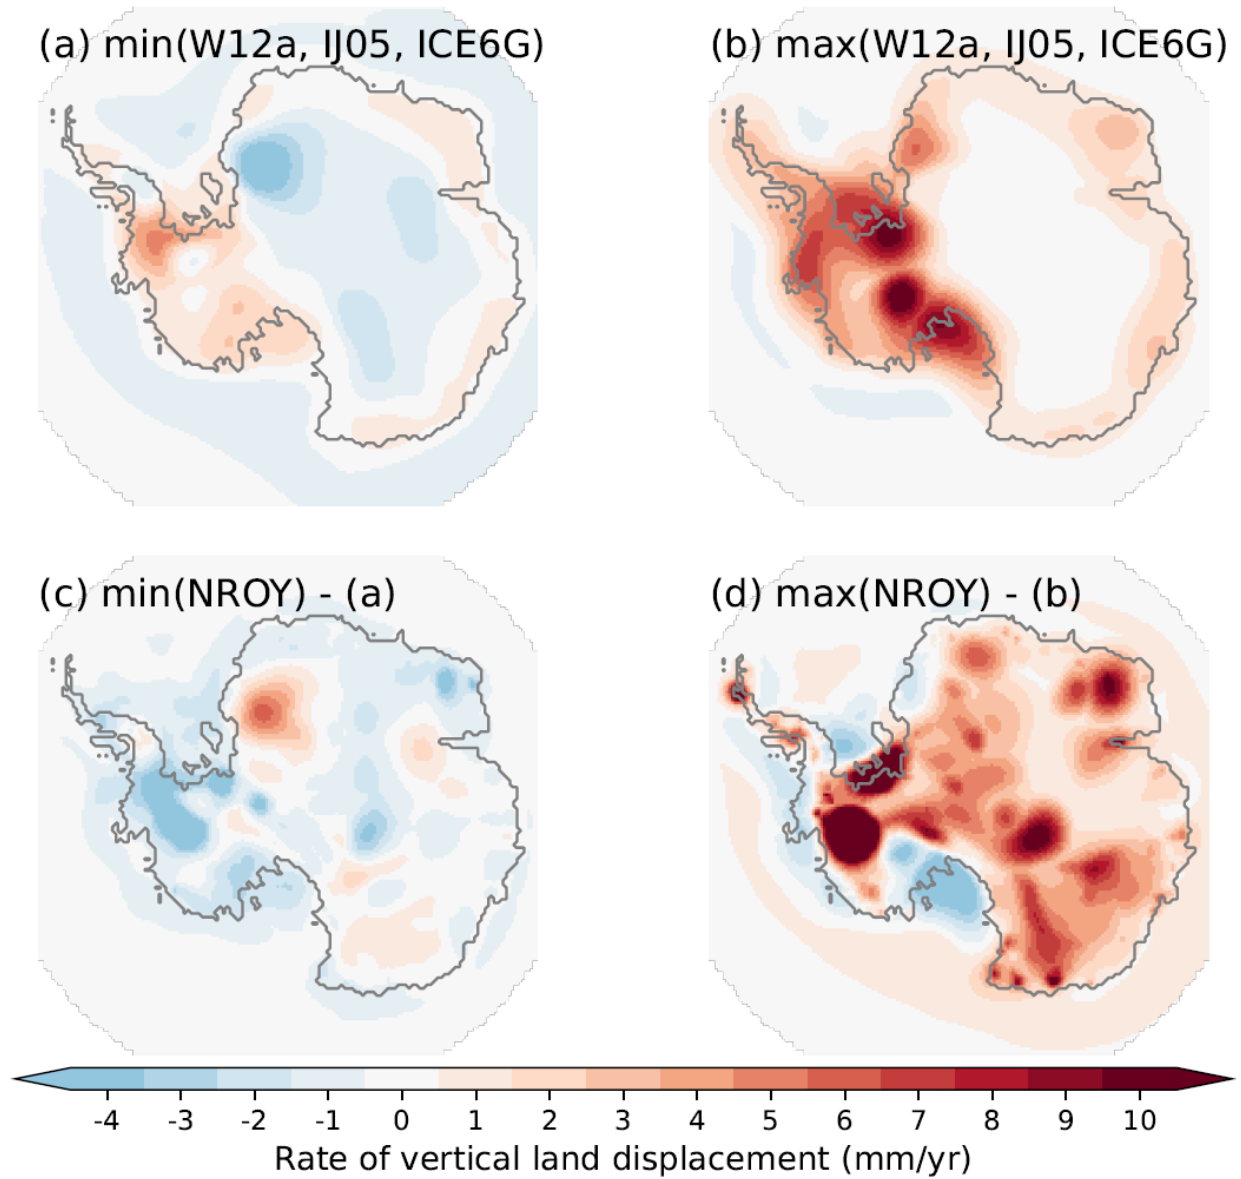 (a) min(W12a, IJ05, ICE6G)
(b) max(W12a, IJ05, ICE6G)
(c) min(NROY) - (a)
(d) max(NROY) - (b)
-4 -3 -2 -1 0 1 2 3 4 5 6 7 8 9 10
Rate of vertical land displacement (mm/yr)